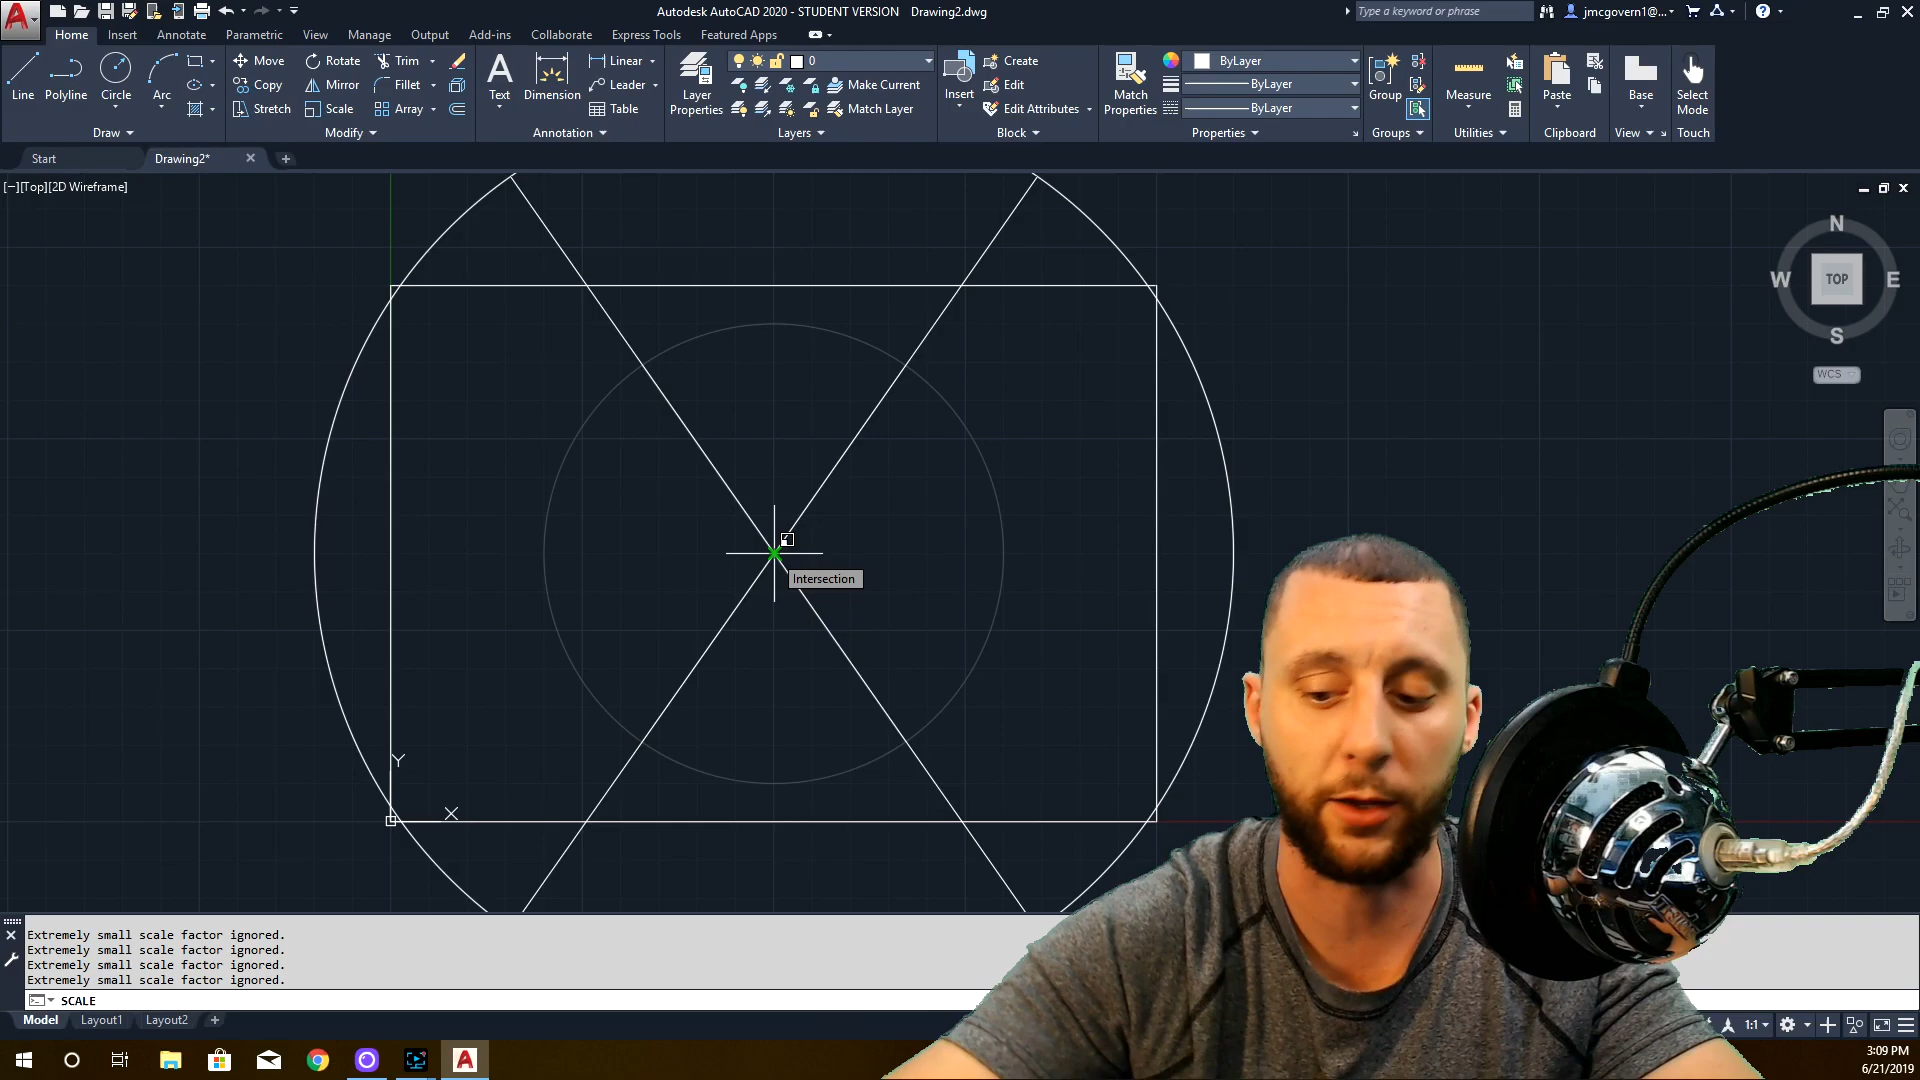 Autodesk AutoCAD 2020 - STUDENT VERSION Drawing2.dwg
Type a keyword or phrase
jmcgovern1@...
Home Insert Annotate Parametric View Manage Output Add-ins Collaborate Express Tools Featured Apps
Line Polyline Circle Arc
Draw
Move Rotate Trim
Copy Mirror Fillet
Stretch Scale Array
Modify
Text Dimension
Linear
Leader
Table
Annotation
Layer Properties
0
Make Current
Match Layer
Layers
Insert
Create
Edit
Edit Attributes
Block
Match Properties
ByLayer
ByLayer
ByLayer
Properties
Group
Groups
Measure
Utilities
Paste
Clipboard
Base
View
Select Mode
Touch
Start Drawing2*
[−][Top][2D Wireframe]
N
W TOP E
S
WCS
Intersection
Y
X
Extremely small scale factor ignored.
Extremely small scale factor ignored.
Extremely small scale factor ignored.
Extremely small scale factor ignored.
SCALE
Model Layout1 Layout2
1:1
3:09 PM
6/21/2019